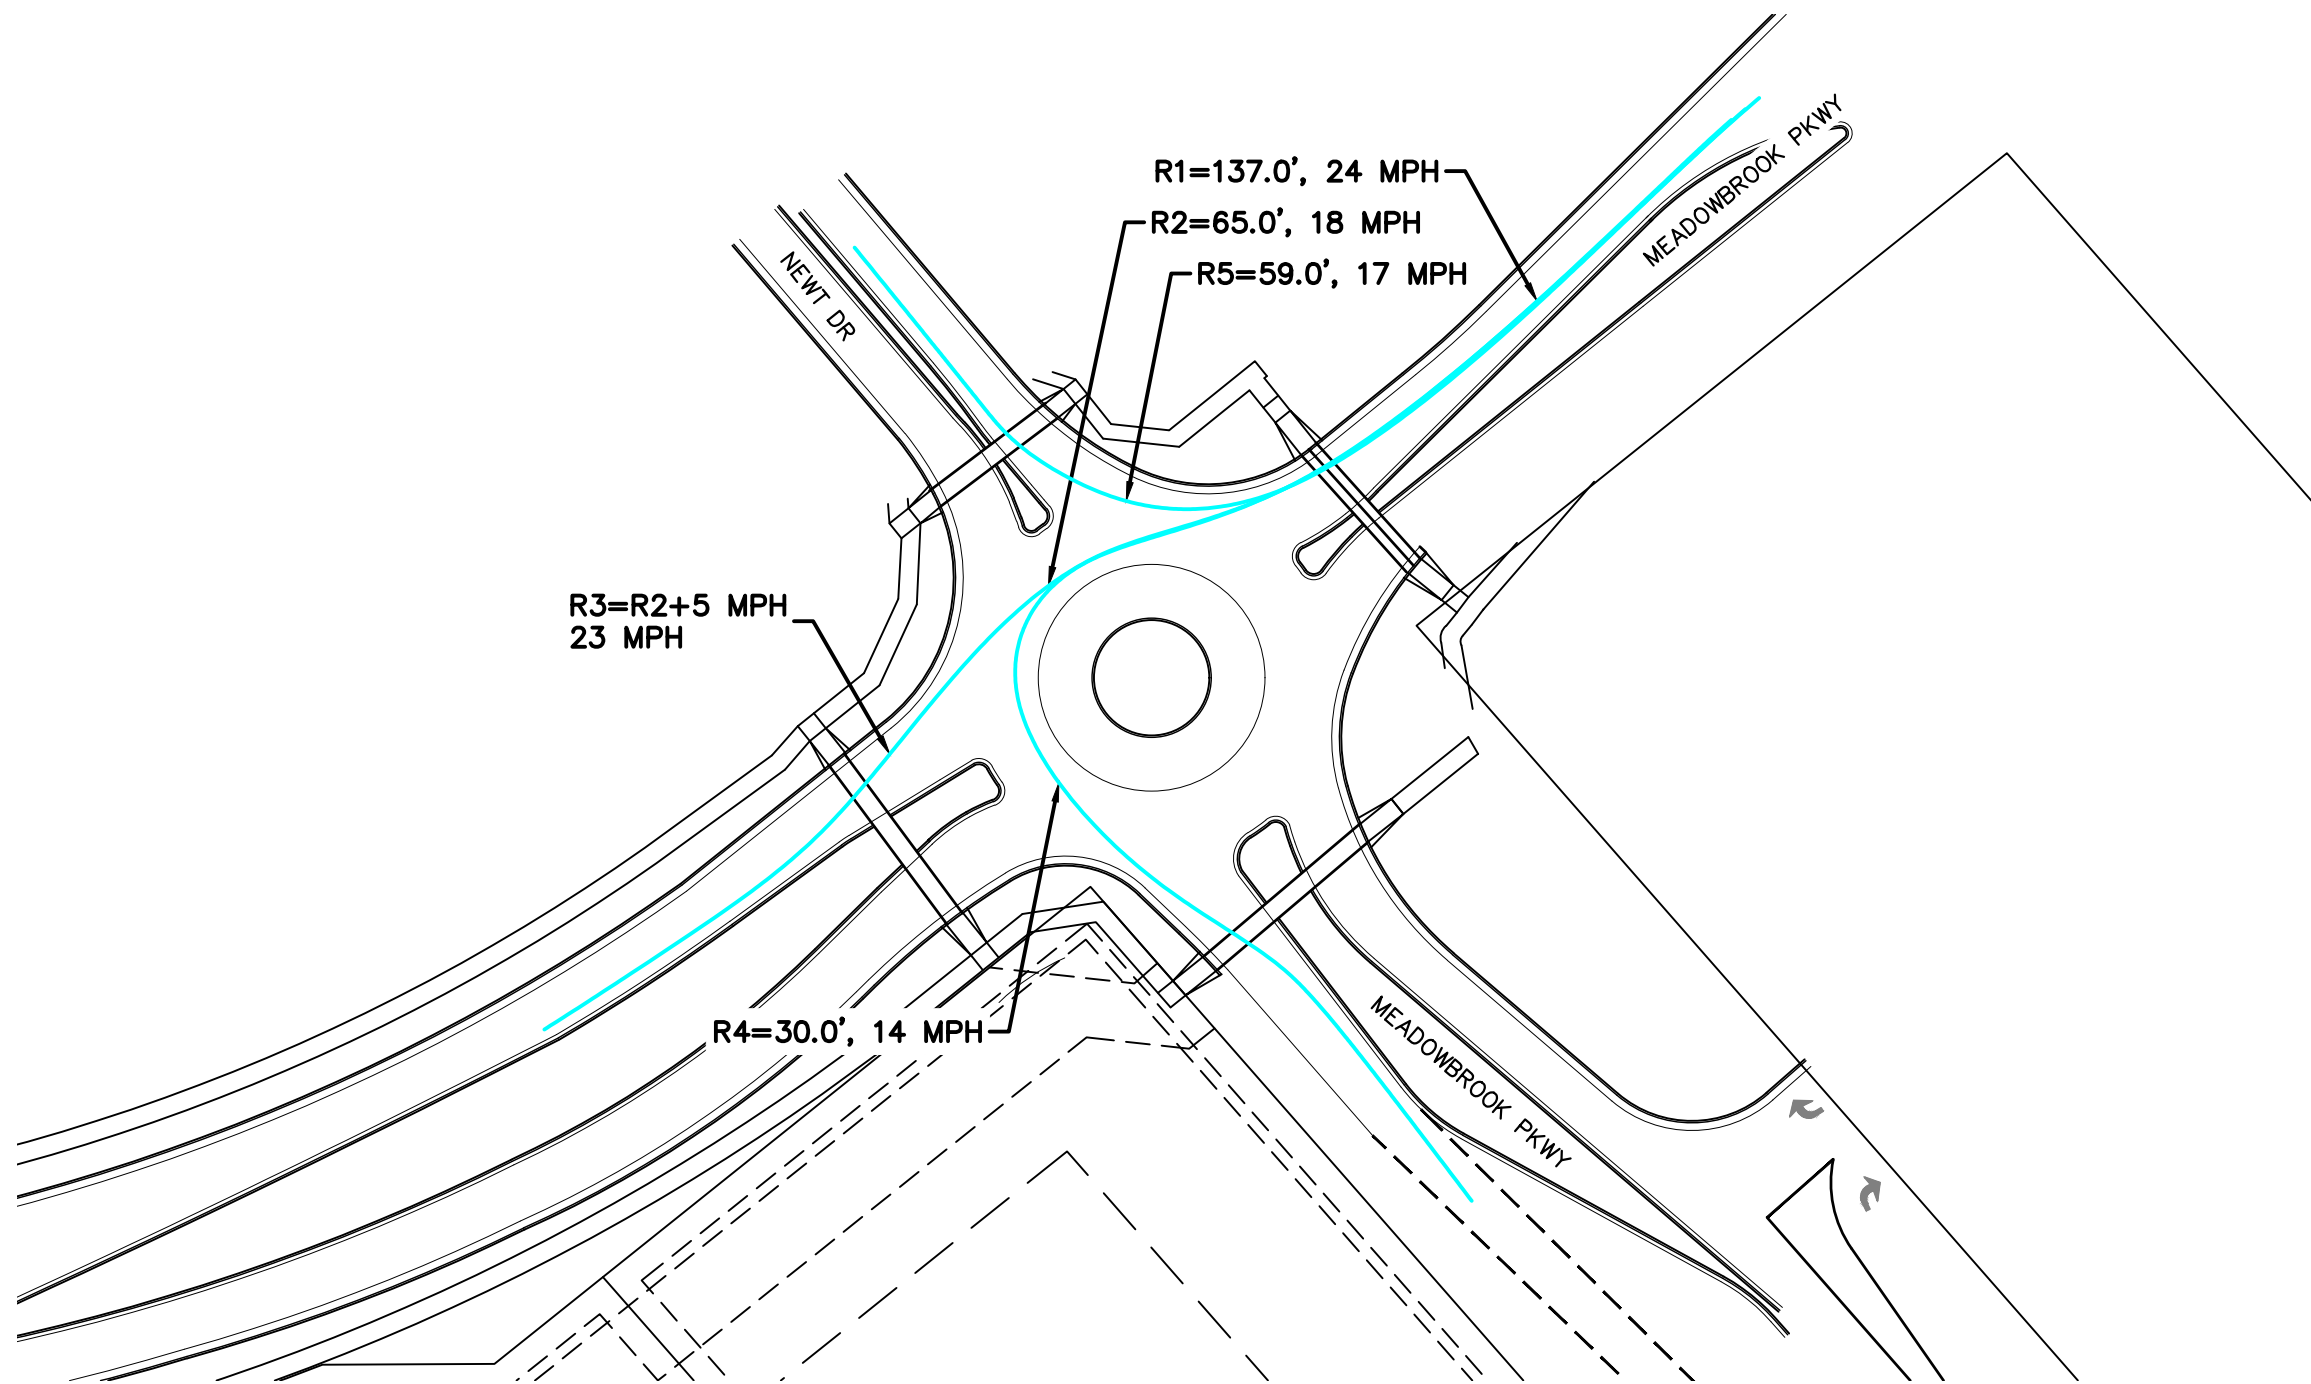 MEADOWBROOK PKWY
R1=137.0', 24 MPH
R2=65.0', 18 MPH
R5=59.0', 17 MPH
NEWT DR
R3=R2+5 MPH
23 MPH
R4=30.0', 14 MPH
MEADOWBROOK PKWY